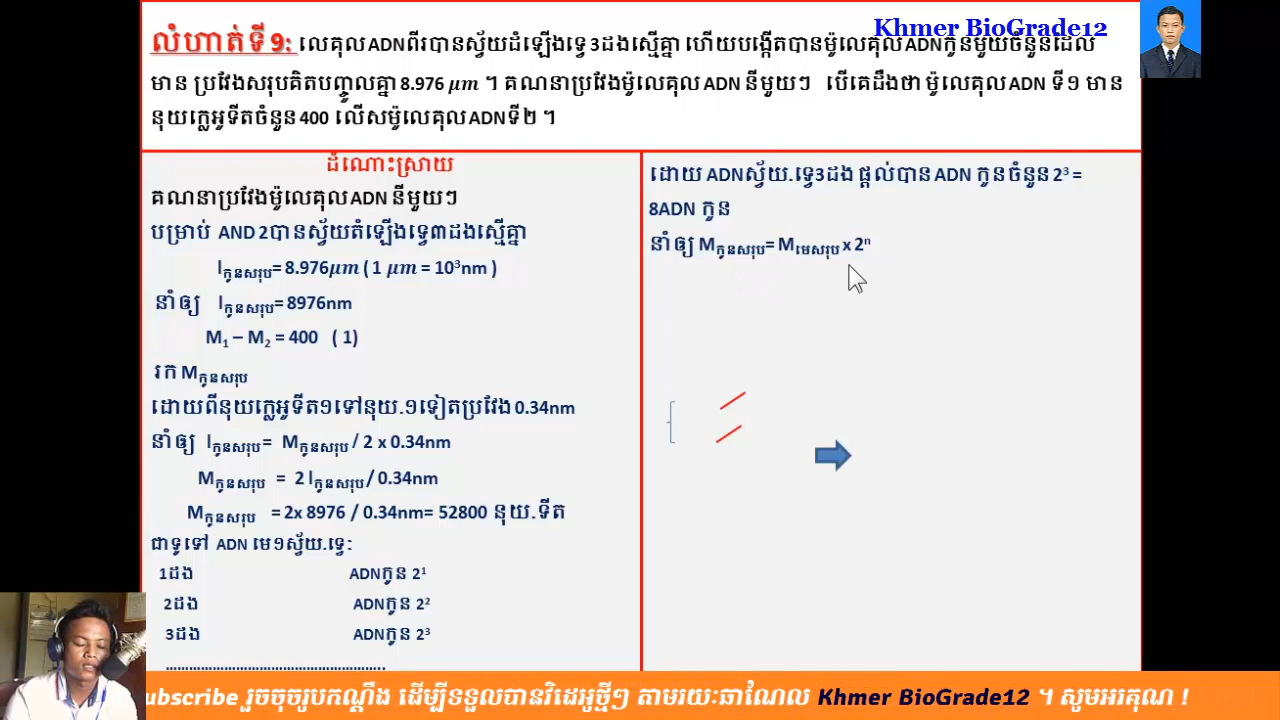 Khmer BioGrade12
លំហាត់ទី9: លេគុលADNពីរបានស្វ័យដំឡើងទ្វេ 3ដងស្មើគ្នា ហើយបង្កើតបានម៉ូលេគុលADNកូនមួយចំនួនដែល
មាន ប្រវែងសរុបគិតបញ្ចូលគ្នា 8.976 μm ។ គណនាប្រវែងម៉ូលេគុល ADN នីមួយៗ បើគេដឹងថា ម៉ូលេគុលADN ទី១ មាន
នុយក្លេអូទីតចំនួន 400 លើសម៉ូលេគុលADNទី២ ។
ដំណោះស្រាយ
គណនាប្រវែងម៉ូលេគុលADN នីមួយៗ
បម្រាប់ AND 2បានស្វ័យតំឡើងទ្វេ៣ដងស្មើគ្នា
lកូនសរុប= 8.976μm ( 1 μm = 10³nm )
នាំឲ្យ lកូនសរុប= 8976nm
M₁ – M₂ = 400 ( 1)
រក Mកូនសរុប
ដោយពីនុយក្លេអូទីត១ទៅនុយ.១ទៀតប្រវែង 0.34nm
នាំឲ្យ lកូនសរុប= Mកូនសរុប / 2 x 0.34nm
Mកូនសរុប = 2 lកូនសរុប/ 0.34nm
Mកូនសរុប = 2x 8976 / 0.34nm= 52800 នុយ.ទីត
ជាទូទៅ ADN មេ១ស្វ័យ.ទ្វេ:
1ដង ADNកូន 2¹
2ដង ADNកូន 2²
3ដង ADNកូន 2³
.....................................................
ដោយ ADNស្វ័យ.ទ្វេ3ដង ផ្តល់បាន ADN កូនចំនួន 2³ =
8ADN កូន
នាំឲ្យ Mកូនសរុប= Mមេសរុប x 2ⁿ
ubscribe រួចចុចរូបកណ្ដឹង ដើម្បីទទួលបានវិដេអូថ្មីៗ តាមរយៈឆាណែល Khmer BioGrade12 ។ សូមអរគុណ !